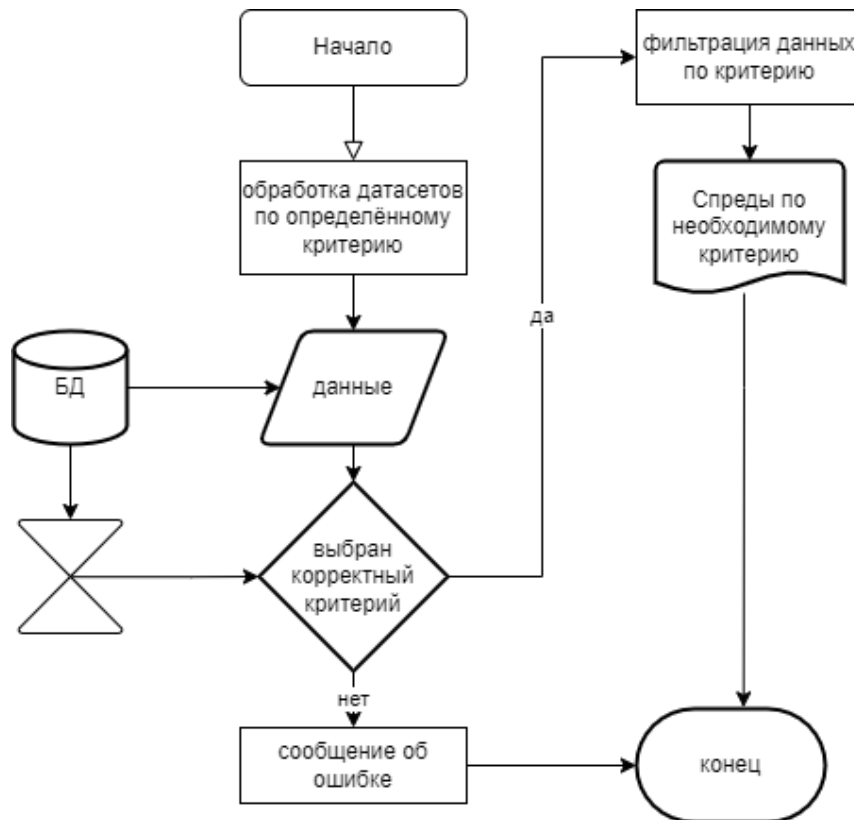 Начало
фильтрация данных
по критерию
обработка датасетов
по определённому
критерию
Спреды по
необходимому
критерию
да
БД
данные
выбран
корректный
критерий
нет
сообщение об
ошибке
конец